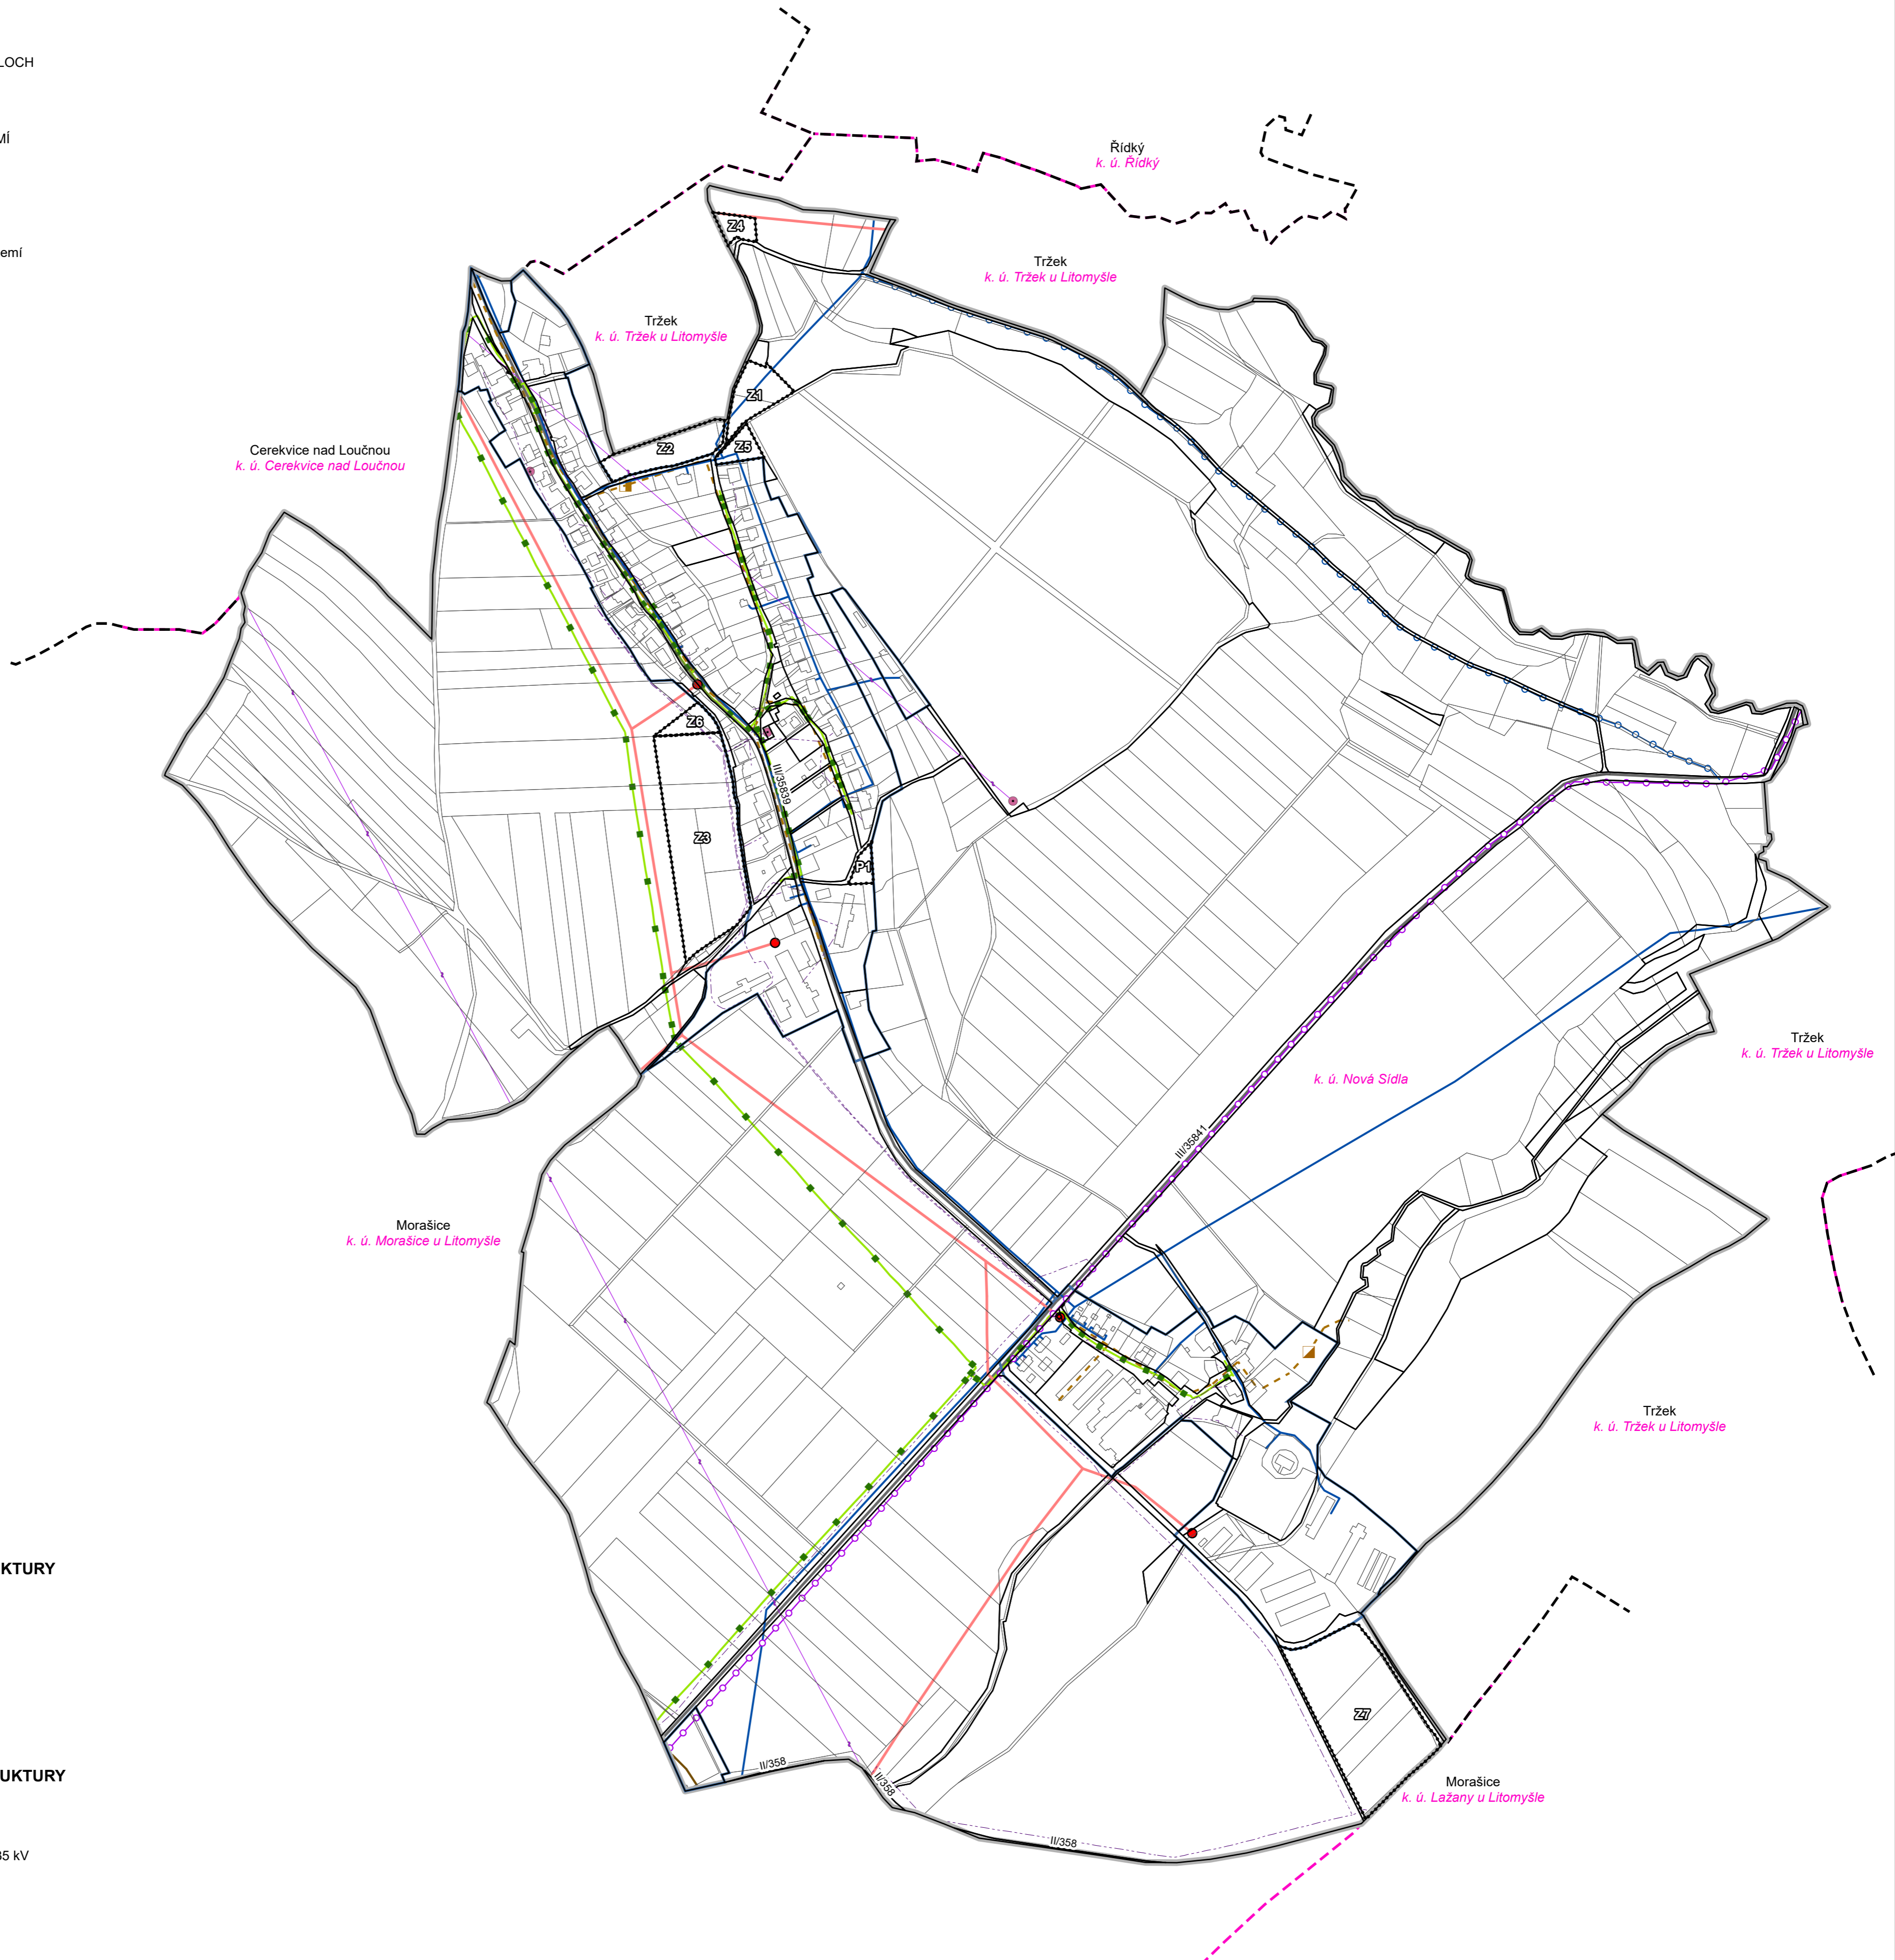 LOCH
MÍ
Řídký
k. ú. Řídký
Z4
emí
Tržek
k. ú. Tržek u Litomyšle
Tržek
k. ú. Tržek u Litomyšle
Z1
Z2
Z5
Cerekvice nad Loučnou
k. ú. Cerekvice nad Loučnou
Z6
III/35839
Z3
P1
Tržek
k. ú. Tržek u Litomyšle
k. ú. Nová Sídla
III/35841
Morašice
k. ú. Morašice u Litomyšle
Tržek
k. ú. Tržek u Litomyšle
KTURY
Z7
II/358
UKTURY
II/358
Morašice
k. ú. Lažany u Litomyšle
II/358
35 kV